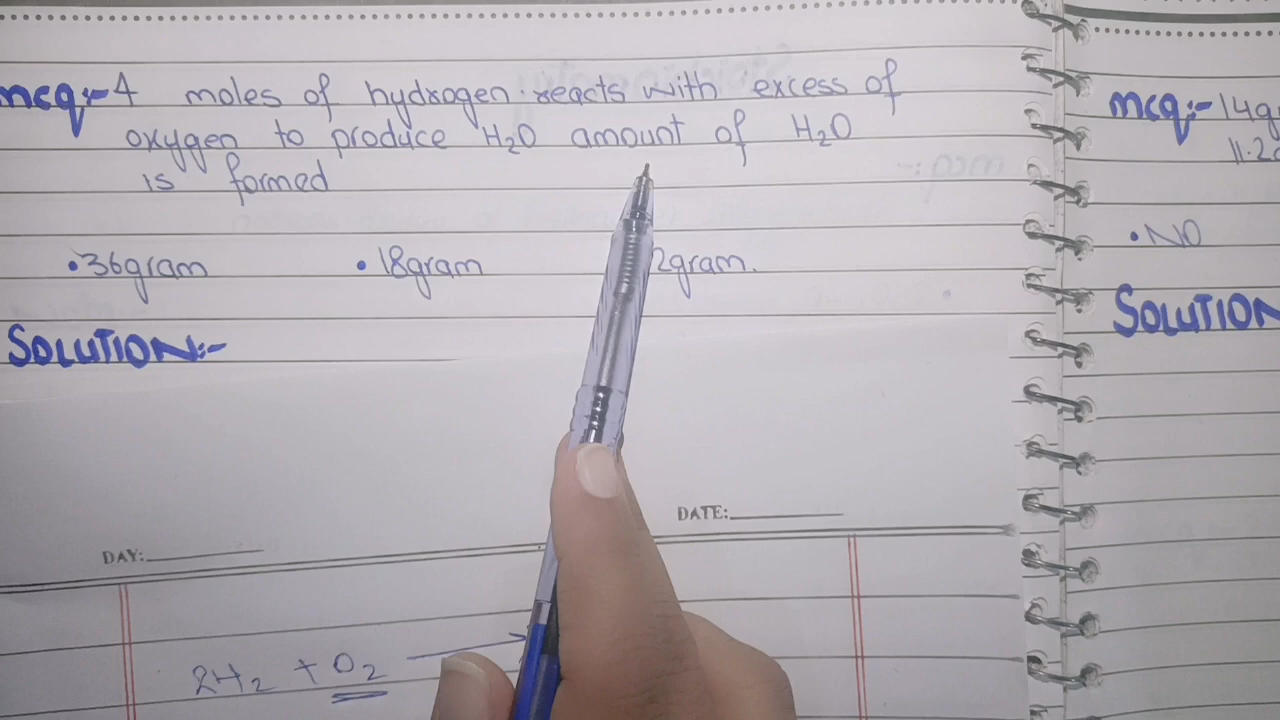 mcq:- 4 moles of hydrogen reacts with excess of
oxygen to produce H₂O amount of H₂O
is formed
•36gram •18gram 2gram.
SOLUTION:-
DAY: DATE:
2H₂ + O₂ →
mcq:- 14g
11.2
•NO
SOLUTION